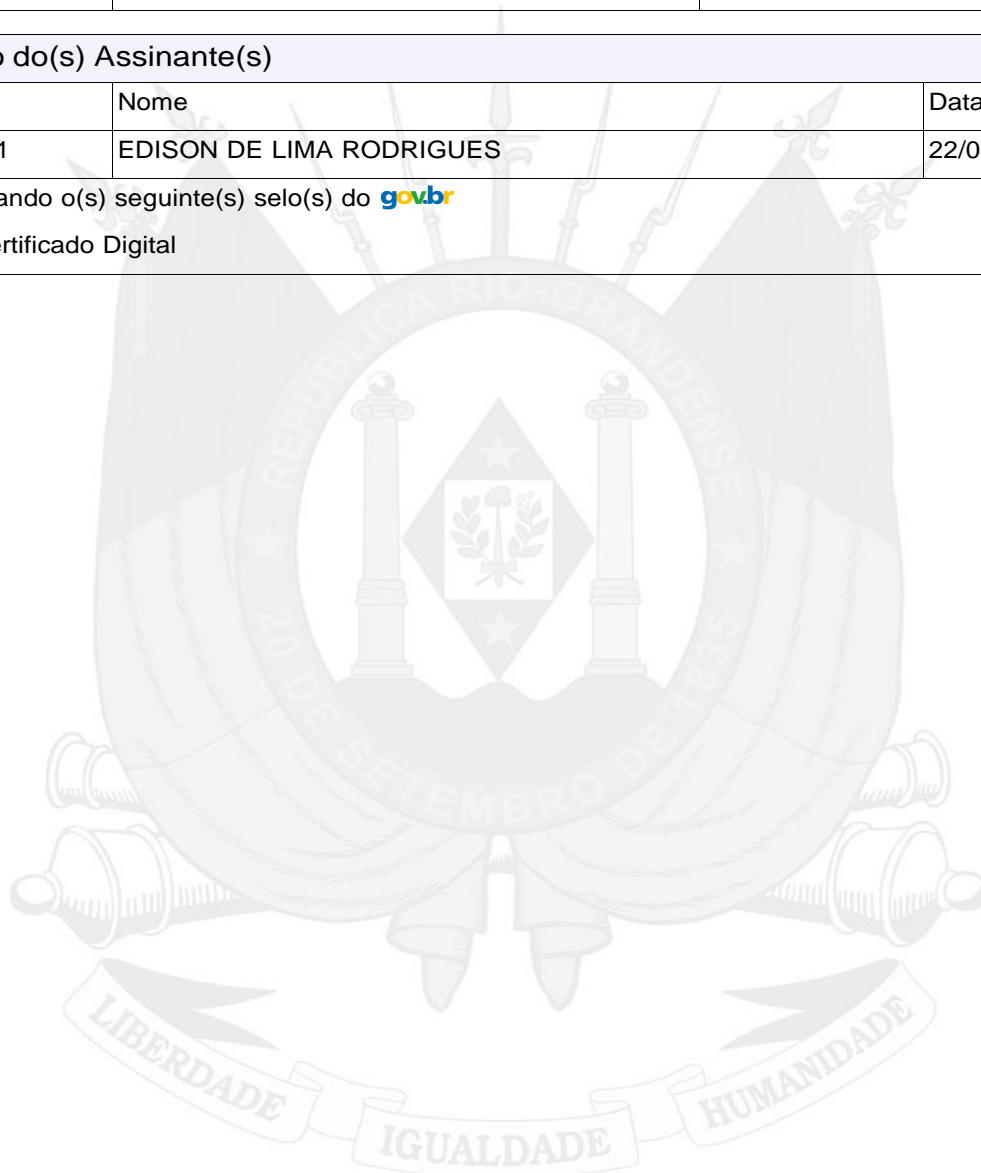 o do(s) Assinante(s)
Nome Data
1 EDISON DE LIMA RODRIGUES 22/0
ando o(s) seguinte(s) selo(s) do gov.br
ertificado Digital
REPÚBLICA RIO-GRANDENSE
20 DE SETEMBRO DE 1835
LIBERDADE IGUALDADE HUMANIDADE